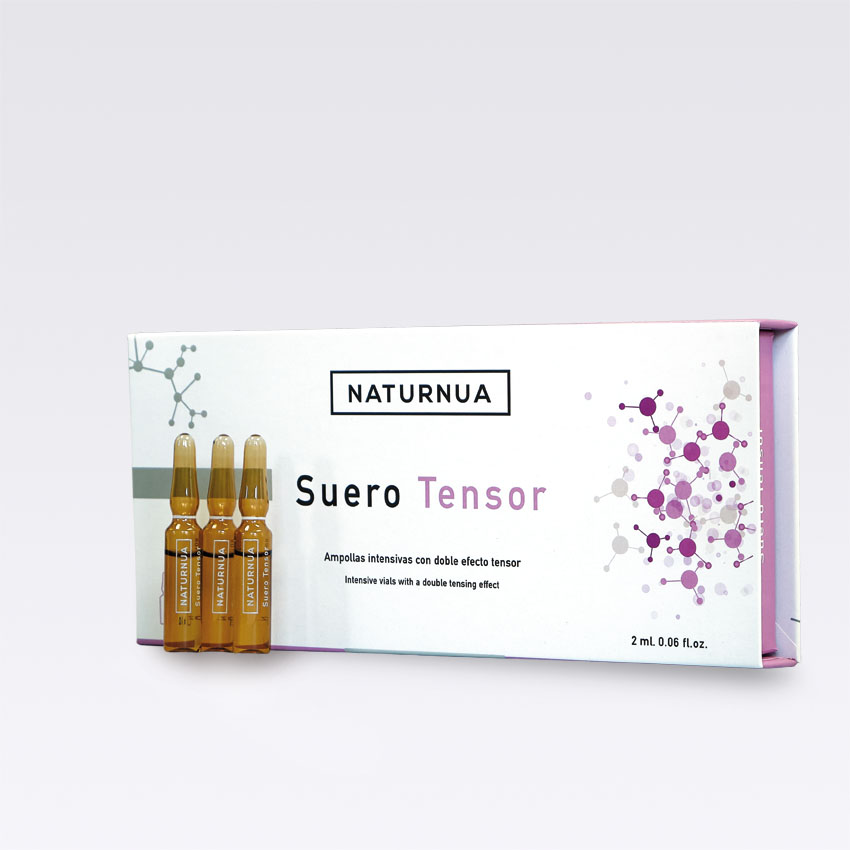 NATURNUA
Suero Tensor
Ampollas intensivas con doble efecto tensor
Intensive vials with a double tensing effect
2 ml. 0.06 fl.oz.
NATURNUA
Suero Tensor
NATURNUA
NATURNUA
Suero Tensor
Suero Tensor